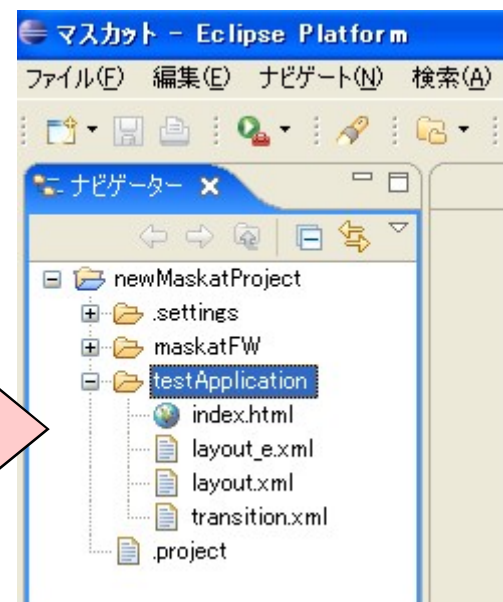 マスカット - Eclipse Platform
ファイル(F) 編集(E) ナビゲート(N) 検索(A)
ナビゲーター
newMaskatProject
.settings
maskatFW
testApplication
index.html
layout_e.xml
layout.xml
transition.xml
.project